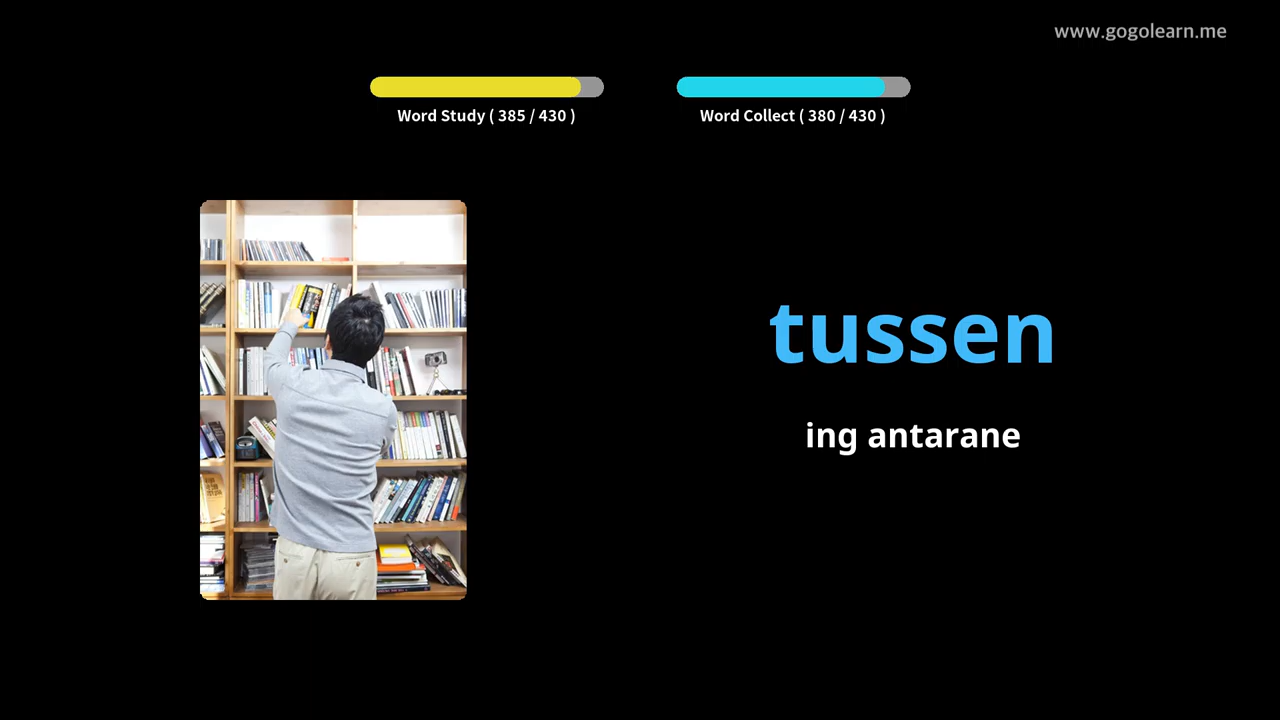 www.gogolearn.me
Word Study ( 385 / 430 )
Word Collect ( 380 / 430 )
tussen
ing antarane